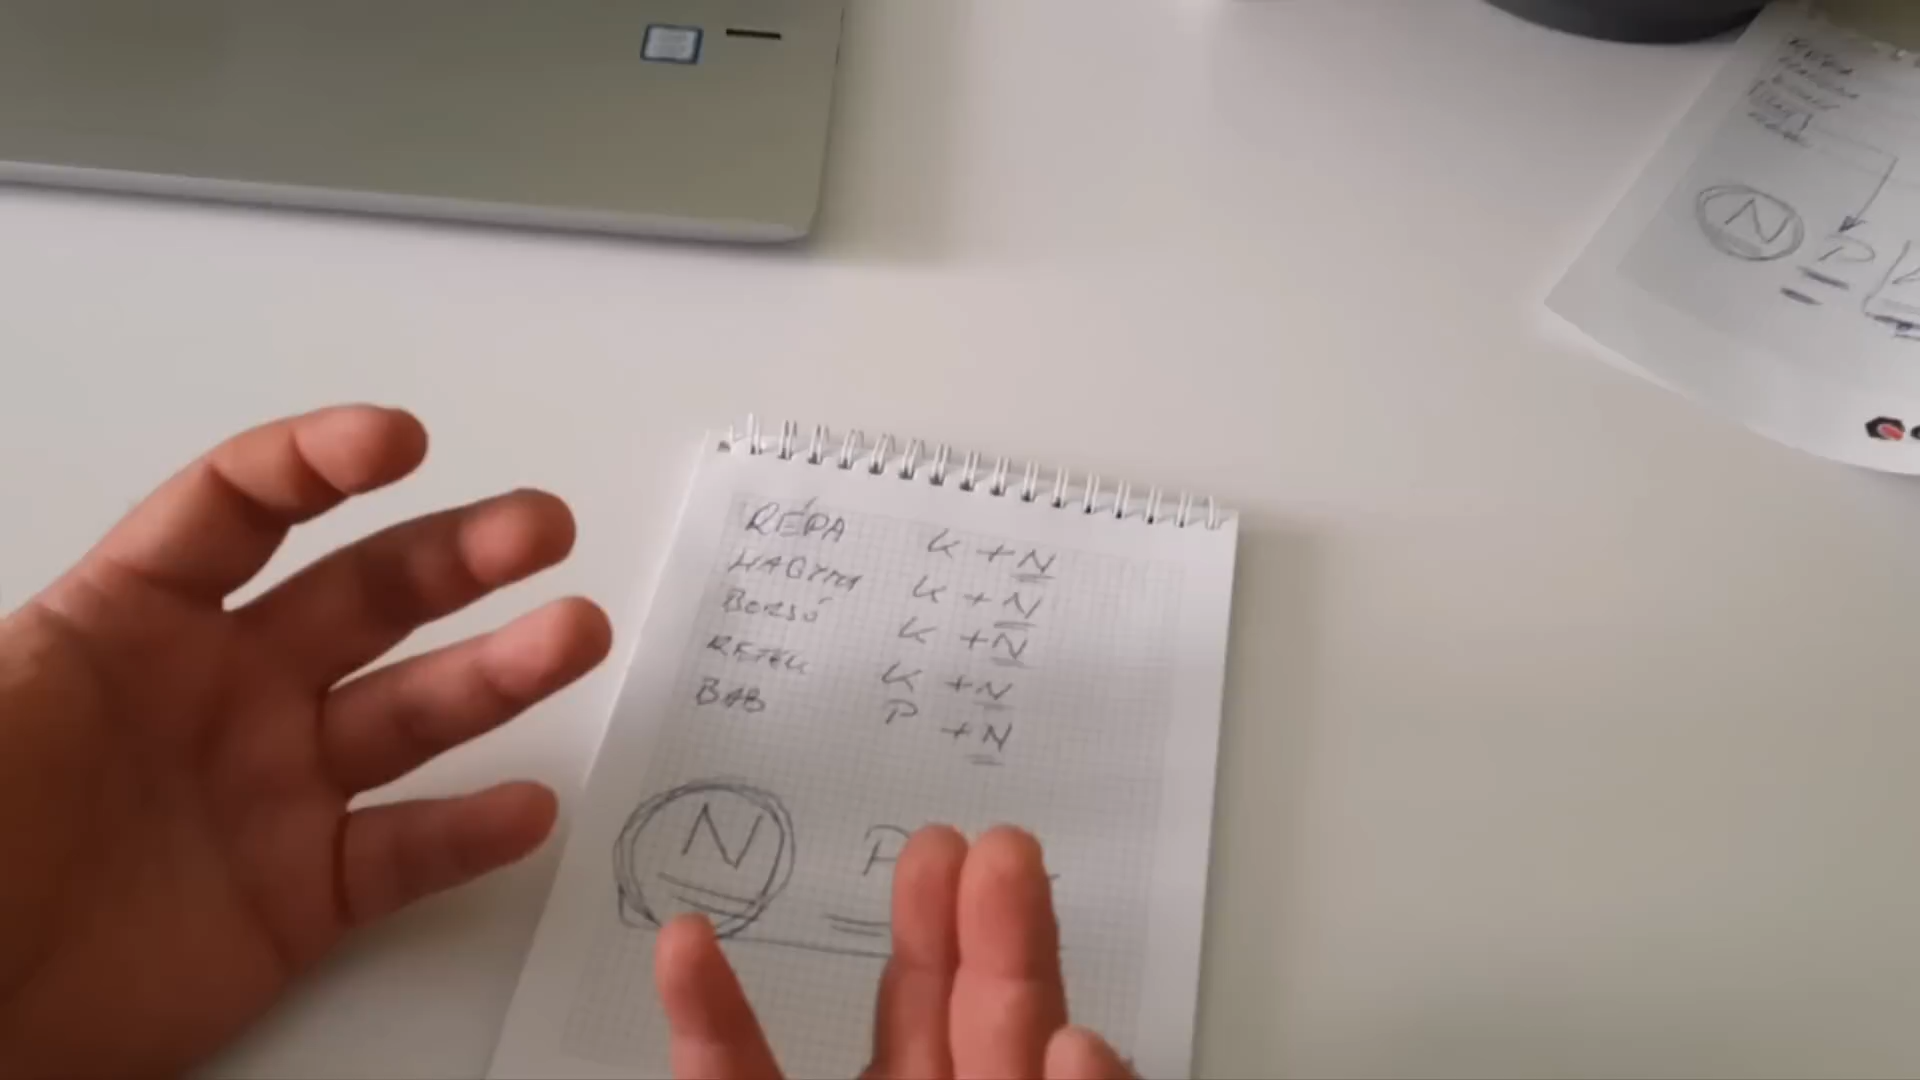 RÉPA K + N
HAGYMA K + N
BORSÓ K + N
RETEK K + N
BAB P + N
N P
N P K